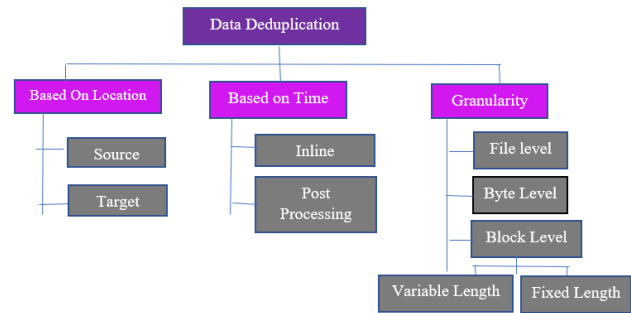 Data Deduplication
Based On Location
Based on Time
Granularity
Source
Target
Inline
Post
Processing
File level
Byte Level
Block Level
Variable Length
Fixed Length